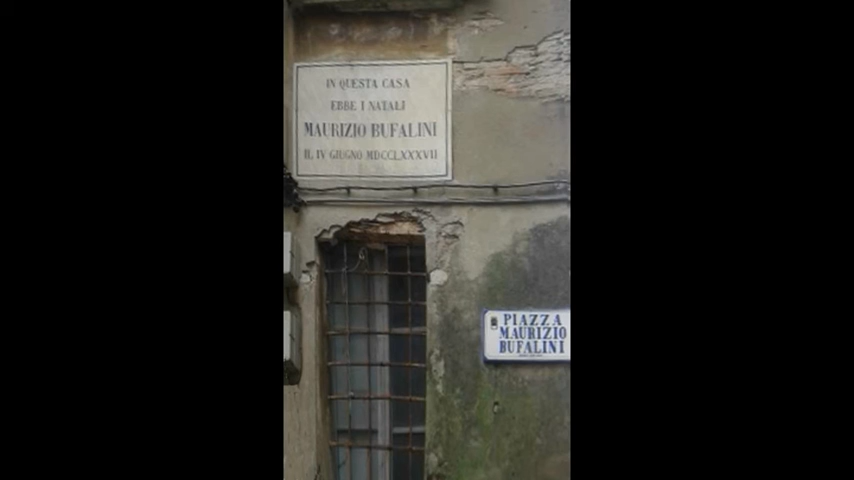 IN QUESTA CASA
EBBE I NATALI
MAURIZIO BUFALINI
IL IV GIUGNO MDCCLXXXVII
PIAZZA
MAURIZIO
BUFALINI